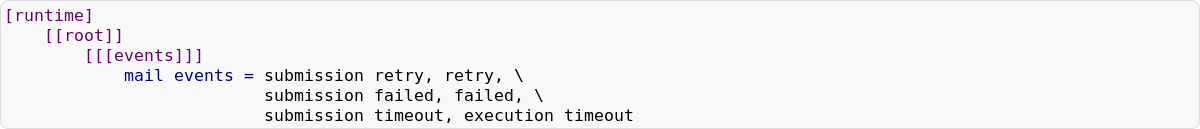 [runtime]
    [[root]]
        [[[events]]]
            mail events = submission retry, retry, \
                          submission failed, failed, \
                          submission timeout, execution timeout